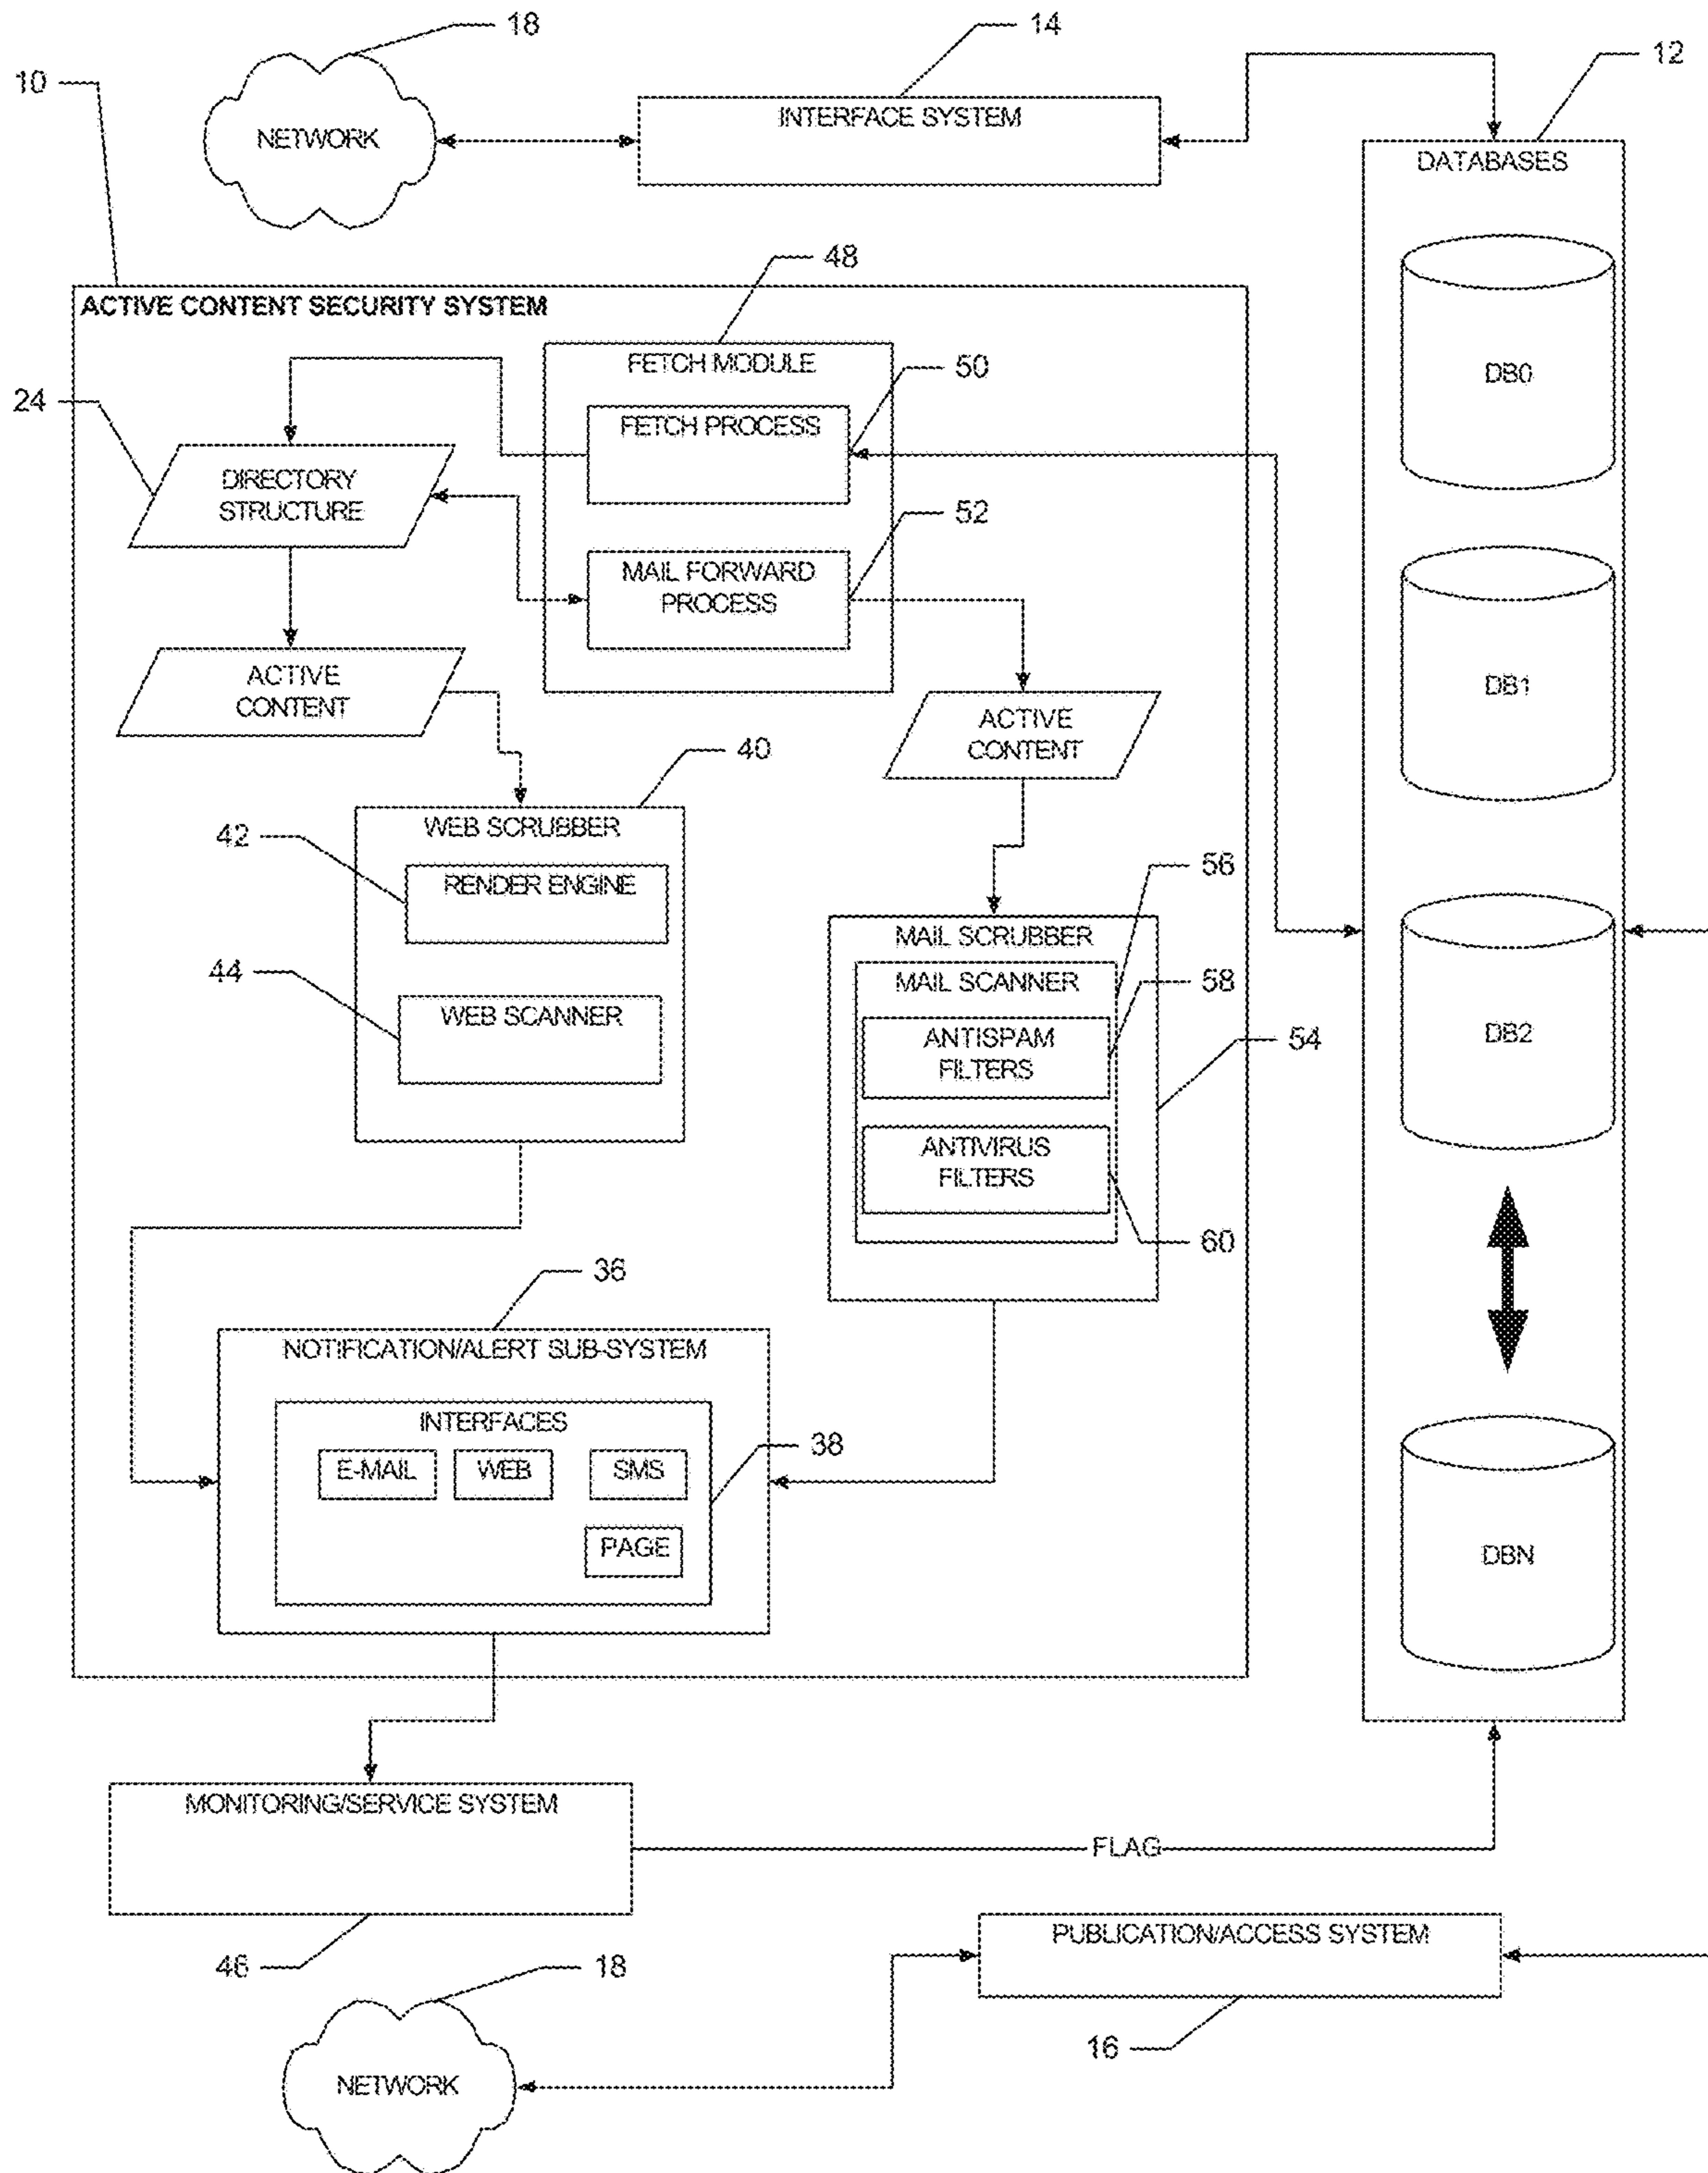 18
14
12
10
NETWORK
INTERFACE SYSTEM
DATABASES
48
ACTIVE CONTENT SECURITY SYSTEM
FETCH MODULE
50
24
FETCH PROCESS
DB0
DIRECTORY
STRUCTURE
52
MAIL FORWARD
PROCESS
ACTIVE
CONTENT
DB1
ACTIVE
CONTENT
40
WEB SCRUBBER
42
RENDER ENGINE
56
MAIL SCRUBBER
44
MAIL SCANNER
58
WEB SCANNER
ANTISPAM
FILTERS
54
DB2
ANTIVIRUS
FILTERS
60
36
NOTIFICATION/ALERT SUB-SYSTEM
INTERFACES
38
E-MAIL
WEB
SMS
PAGE
DBN
MONITORING/SERVICE SYSTEM
FLAG
46
18
PUBLICATION/ACCESS SYSTEM
16
NETWORK